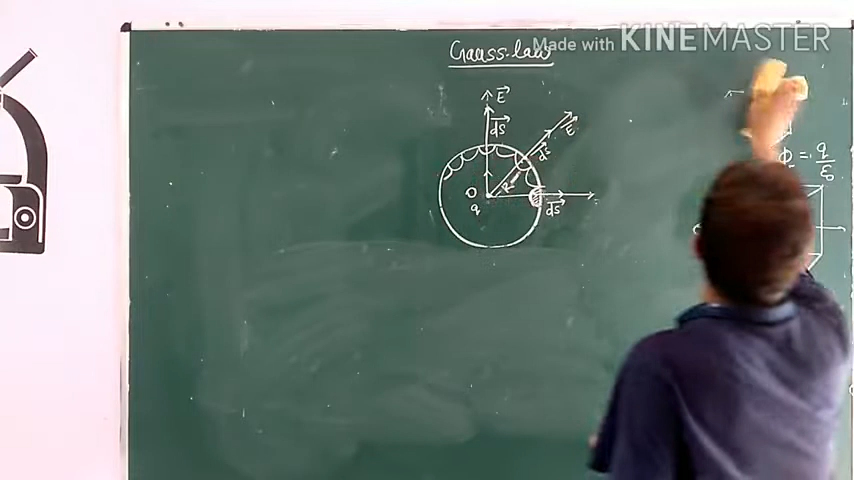 Gauss-law
Made with KINEMASTER
E
ds
ds
E
R
O
q
ds
Φ = q/ε₀